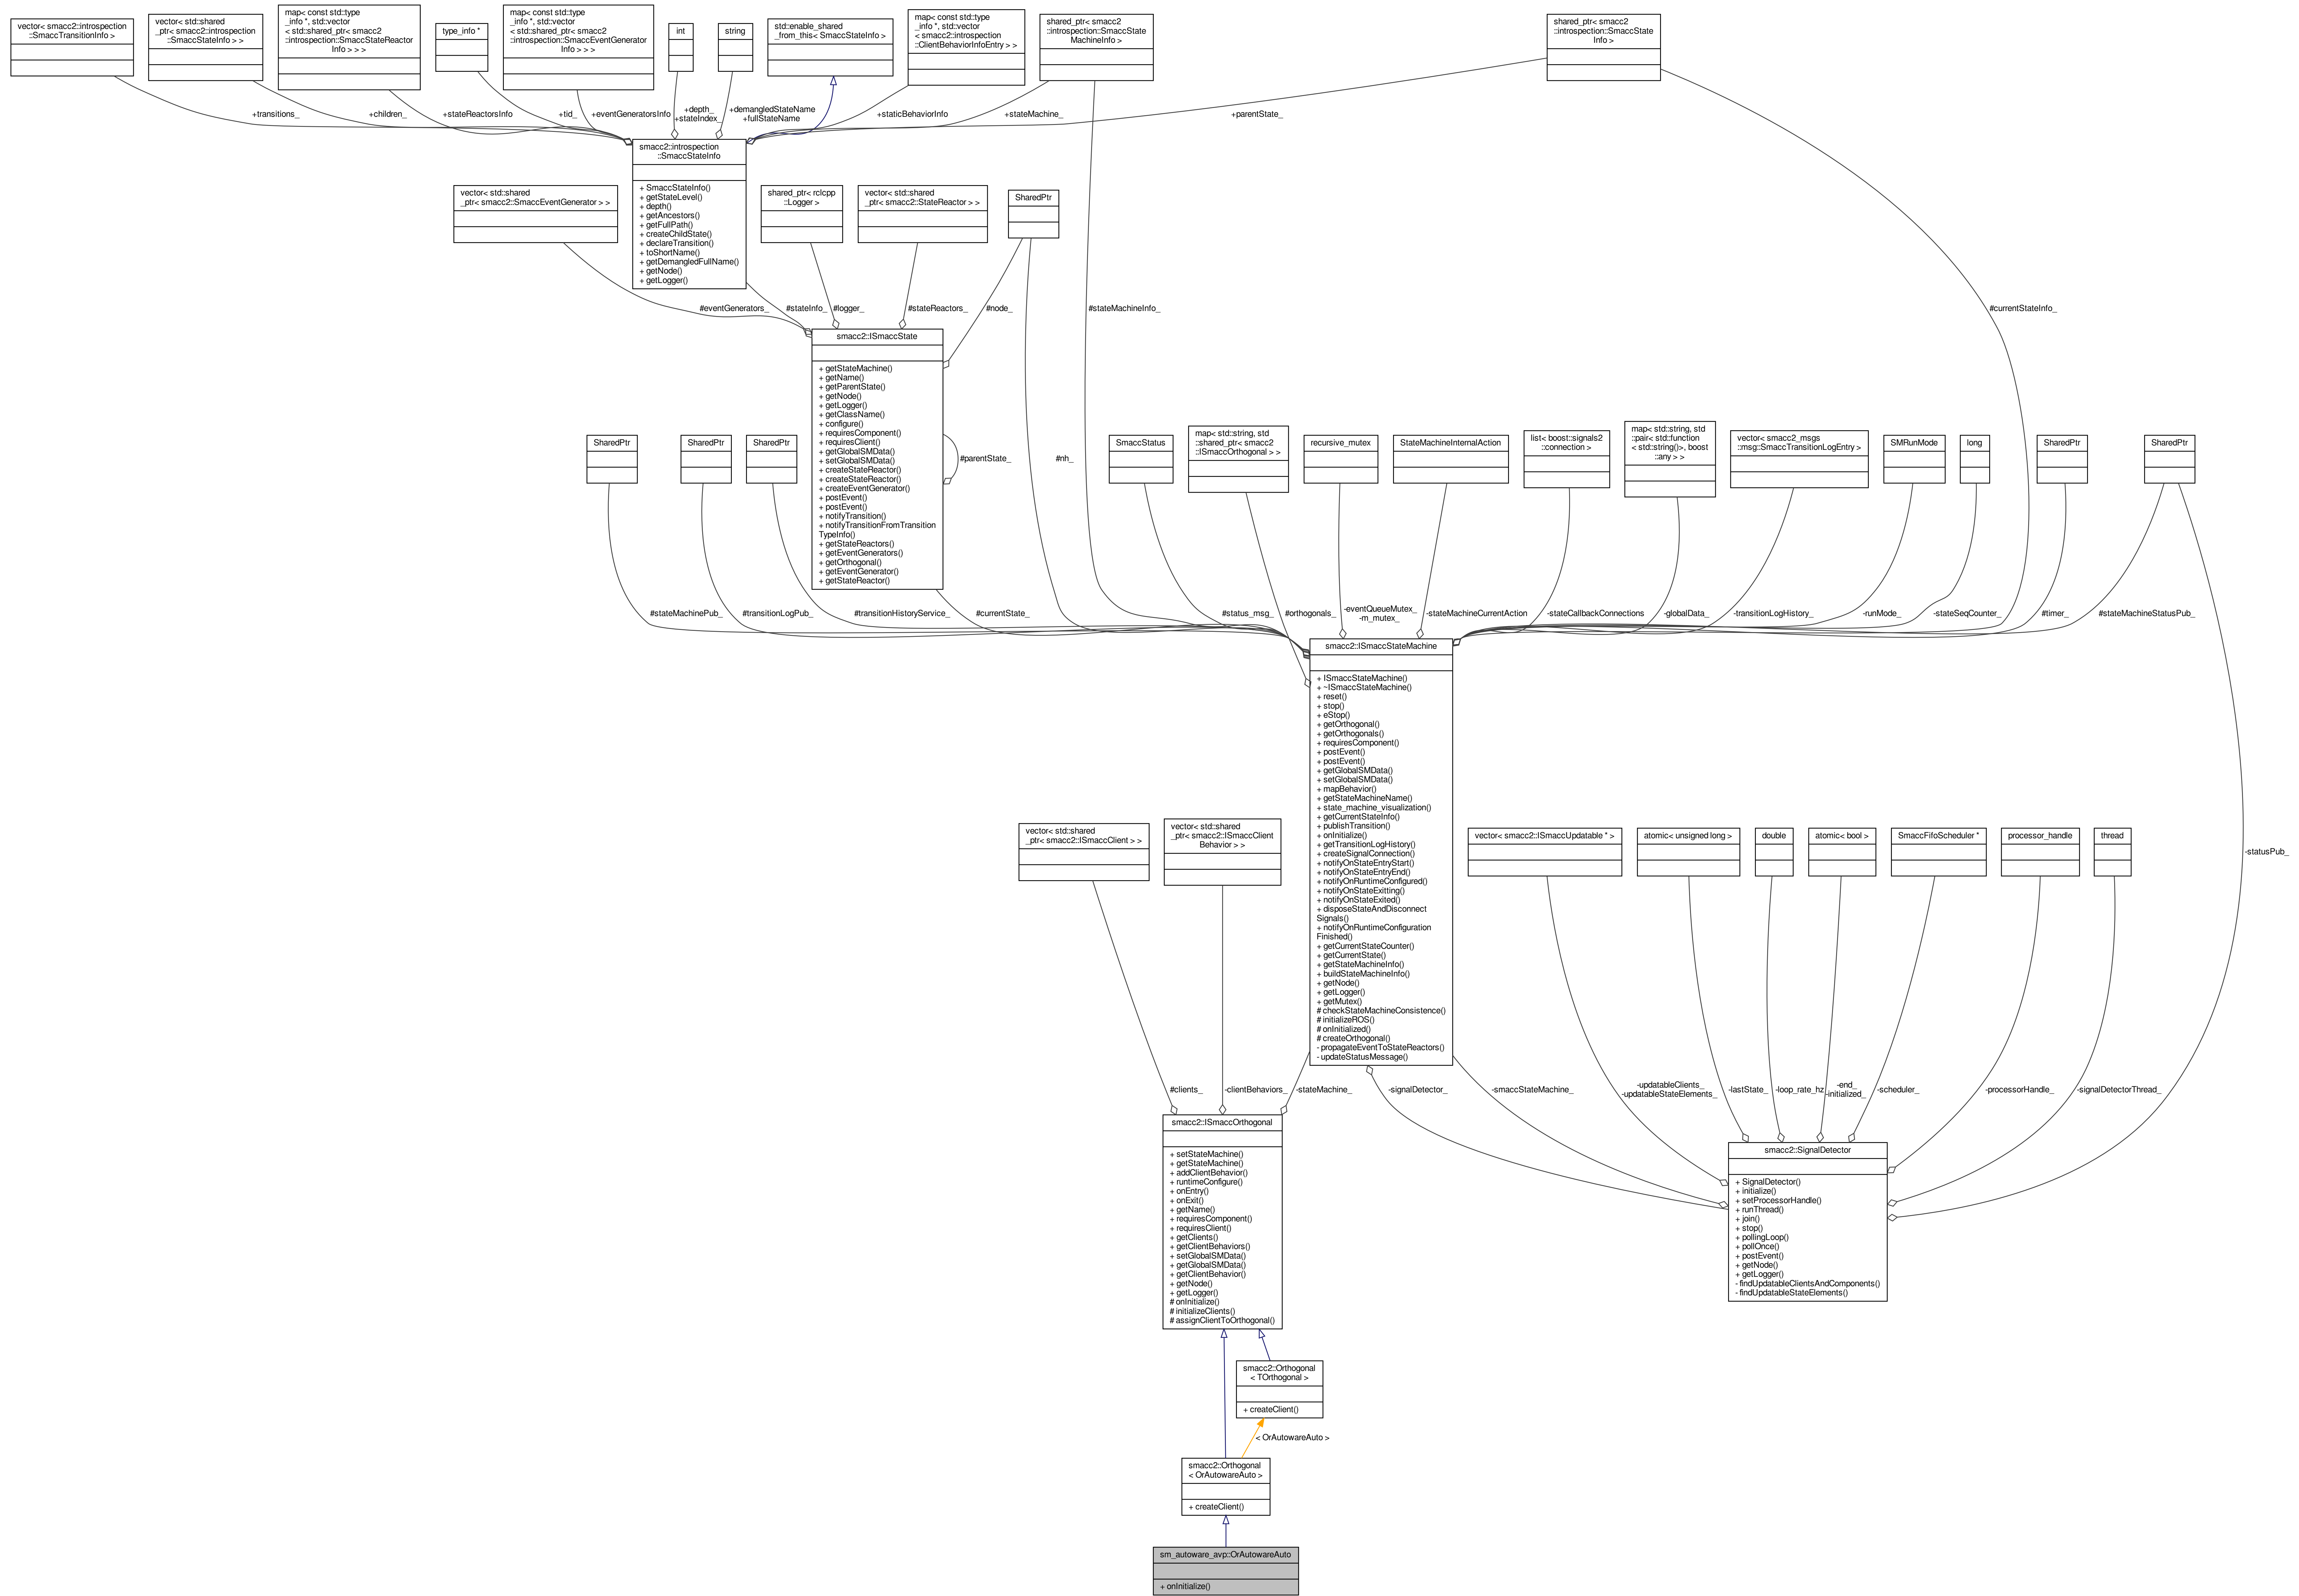 vector< smacc2::introspection
::SmaccTransitionInfo >
vector< std::shared
_ptr< smacc2::introspection
::SmaccStateInfo > >
map< const std::type
_info *, std::vector
< std::shared_ptr< smacc2
::introspection::SmaccStateReactor
Info > > >
type_info *
map< const std::type
_info *, std::vector
< std::shared_ptr< smacc2
::introspection::SmaccEventGenerator
Info > > >
int
string
std::enable_shared
_from_this< SmaccStateInfo >
map< const std::type
_info *, std::vector
< smacc2::introspection
::ClientBehaviorInfoEntry > >
shared_ptr< smacc2
::introspection::SmaccState
MachineInfo >
shared_ptr< smacc2
::introspection::SmaccState
Info >
+transitions_
+children_
+stateReactorsInfo
+tid_
+eventGeneratorsInfo
+depth_
+stateIndex_
+demangledStateName
+fullStateName
+staticBehaviorInfo
+stateMachine_
+parentState_
smacc2::introspection
::SmaccStateInfo
+ SmaccStateInfo()
+ getStateLevel()
+ depth()
+ getAncestors()
+ getFullPath()
+ createChildState()
+ declareTransition()
+ toShortName()
+ getDemangledFullName()
+ getNode()
+ getLogger()
vector< std::shared
_ptr< smacc2::SmaccEventGenerator > >
shared_ptr< rclcpp
::Logger >
vector< std::shared
_ptr< smacc2::StateReactor > >
SharedPtr
#eventGenerators_
#stateInfo_
#logger_
#stateReactors_
#node_
#stateMachineInfo_
#currentStateInfo_
smacc2::ISmaccState
+ getStateMachine()
+ getName()
+ getParentState()
+ getNode()
+ getLogger()
+ getClassName()
+ configure()
+ requiresComponent()
+ requiresClient()
+ getGlobalSMData()
+ setGlobalSMData()
+ createStateReactor()
+ createStateReactor()
+ createEventGenerator()
+ postEvent()
+ postEvent()
+ notifyTransition()
+ notifyTransitionFromTransition
TypeInfo()
+ getStateReactors()
+ getEventGenerators()
+ getOrthogonal()
+ getEventGenerator()
+ getStateReactor()
#parentState_
#nh_
SharedPtr
SharedPtr
SharedPtr
SmaccStatus
map< std::string, std
::shared_ptr< smacc2
::ISmaccOrthogonal > >
recursive_mutex
StateMachineInternalAction
list< boost::signals2
::connection >
map< std::string, std
::pair< std::function
< std::string()>, boost
::any > >
vector< smacc2_msgs
::msg::SmaccTransitionLogEntry >
SMRunMode
long
SharedPtr
SharedPtr
#stateMachinePub_
#transitionLogPub_
#transitionHistoryService_
#currentState_
#status_msg_
#orthogonals_
-eventQueueMutex_
-m_mutex_
-stateMachineCurrentAction
-stateCallbackConnections
-globalData_
-transitionLogHistory_
-runMode_
-stateSeqCounter_
#timer_
#stateMachineStatusPub_
smacc2::ISmaccStateMachine
+ ISmaccStateMachine()
+ ~ISmaccStateMachine()
+ reset()
+ stop()
+ eStop()
+ getOrthogonal()
+ getOrthogonals()
+ requiresComponent()
+ postEvent()
+ postEvent()
+ getGlobalSMData()
+ setGlobalSMData()
+ mapBehavior()
+ getStateMachineName()
+ state_machine_visualization()
+ getCurrentStateInfo()
+ publishTransition()
+ onInitialize()
+ getTransitionLogHistory()
+ createSignalConnection()
+ notifyOnStateEntryStart()
+ notifyOnStateEntryEnd()
+ notifyOnRuntimeConfigured()
+ notifyOnStateExitting()
+ notifyOnStateExited()
+ disposeStateAndDisconnect
Signals()
+ notifyOnRuntimeConfiguration
Finished()
+ getCurrentStateCounter()
+ getCurrentState()
+ getStateMachineInfo()
+ buildStateMachineInfo()
+ getNode()
+ getLogger()
+ getMutex()
# checkStateMachineConsistence()
# initializeROS()
# onInitialized()
# createOrthogonal()
- propagateEventToStateReactors()
- updateStatusMessage()
vector< std::shared
_ptr< smacc2::ISmaccClient > >
vector< std::shared
_ptr< smacc2::ISmaccClient
Behavior > >
vector< smacc2::ISmaccUpdatable * >
atomic< unsigned long >
double
atomic< bool >
SmaccFifoScheduler *
processor_handle
thread
-statusPub_
#clients_
-clientBehaviors_
-stateMachine_
-signalDetector_
-smaccStateMachine_
-updatableClients_
-updatableStateElements_
-lastState_
-loop_rate_hz
-end_
-initialized_
-scheduler_
-processorHandle_
-signalDetectorThread_
smacc2::ISmaccOrthogonal
+ setStateMachine()
+ getStateMachine()
+ addClientBehavior()
+ runtimeConfigure()
+ onEntry()
+ onExit()
+ getName()
+ requiresComponent()
+ requiresClient()
+ getClients()
+ getClientBehaviors()
+ setGlobalSMData()
+ getGlobalSMData()
+ getClientBehavior()
+ getNode()
+ getLogger()
# onInitialize()
# initializeClients()
# assignClientToOrthogonal()
smacc2::SignalDetector
+ SignalDetector()
+ initialize()
+ setProcessorHandle()
+ runThread()
+ join()
+ stop()
+ pollingLoop()
+ pollOnce()
+ postEvent()
+ getNode()
+ getLogger()
- findUpdatableClientsAndComponents()
- findUpdatableStateElements()
smacc2::Orthogonal
< TOrthogonal >
+ createClient()
< OrAutowareAuto >
smacc2::Orthogonal
< OrAutowareAuto >
+ createClient()
sm_autoware_avp::OrAutowareAuto
+ onInitialize()